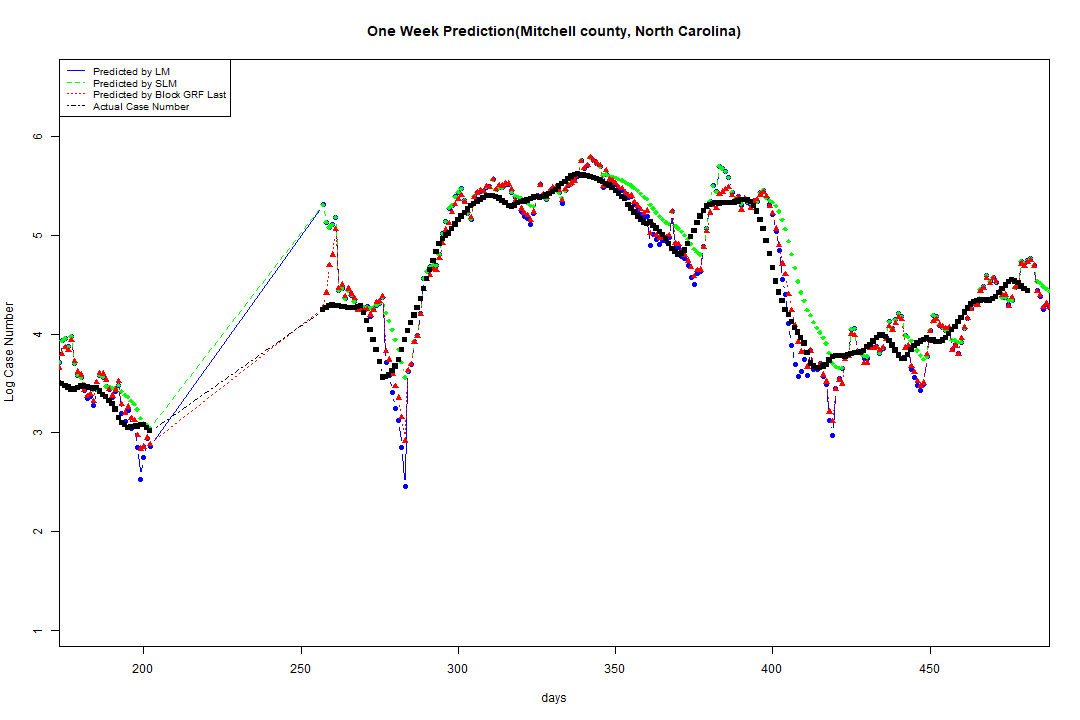 One Week Prediction(Mitchell county, North Carolina)
Predicted by LM
Predicted by SLM
Predicted by Block GRF Last
Actual Case Number
6
5
4
3
2
1
Log Case Number
200 250 300 350 400 450
days